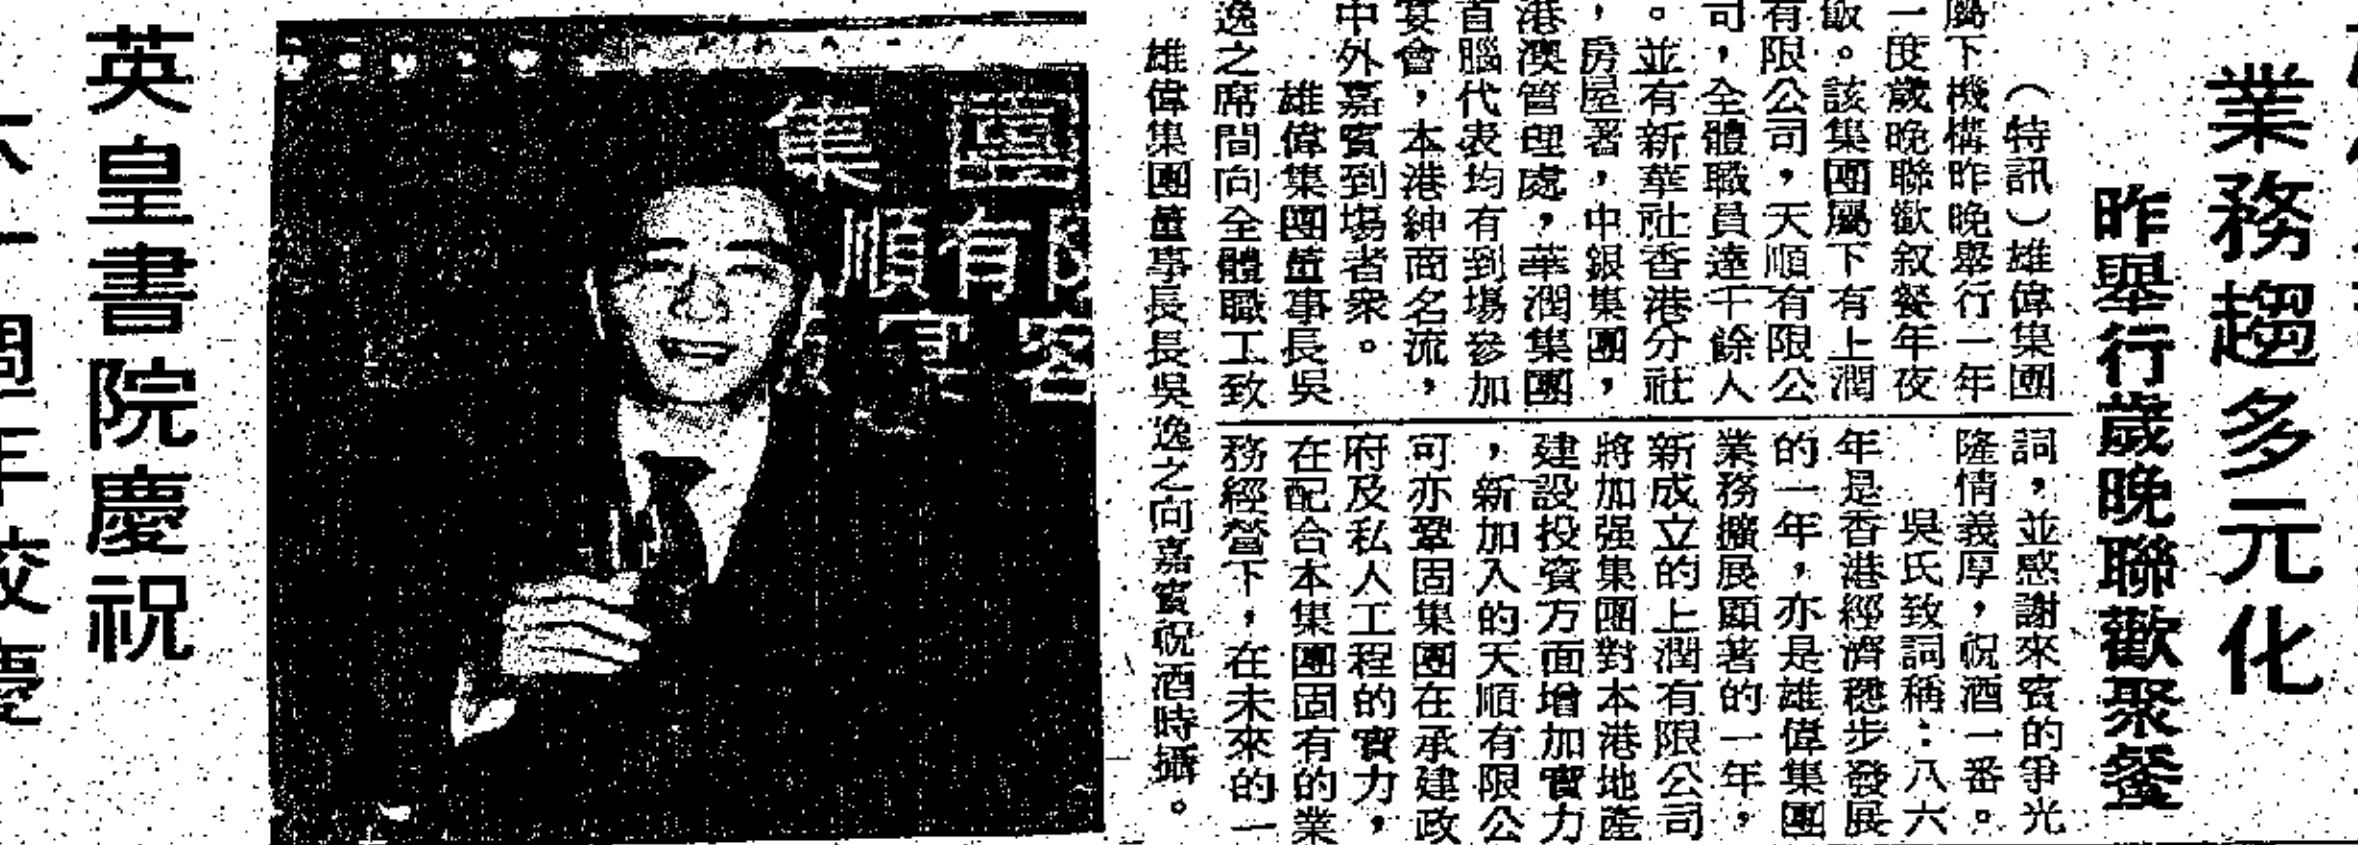 業務趨多元化
昨舉行歲晚聯歡聚餐
（特訊）雄偉集團
屬下機構昨晚舉行一年
一度歲晚聯歡叙餐年夜
飯。該集團屬下有上潤
有限公司，天順有限公
司，全體職員達千餘人
。並有新華社香港分社
，房屋署，中銀集團，
港澳管理處，華潤集團
首腦代表均有到場參加
宴會，本港紳商名流，
中外嘉賓到場者衆。
雄偉集團董事長吳
逸之席間向全體職工致
詞，並感謝來賓的爭光
隆情義厚，祝酒一番。
吳氏致詞稱：八六
年是香港經濟穩步發展
的一年，亦是雄偉集團
業務擴展顯著的一年，
新成立的上潤有限公司
將加强集團對本港地產
建設投資方面增加實力
，新加入的天順有限公
可亦鞏固集團在承建政
府及私人工程的實力，
在配合本集團固有的業
務經營下，在未來的一
雄偉集團董事長長吳逸之向嘉賓祝酒時攝。
集團
順有限
英皇書院慶祝
六十週年校慶